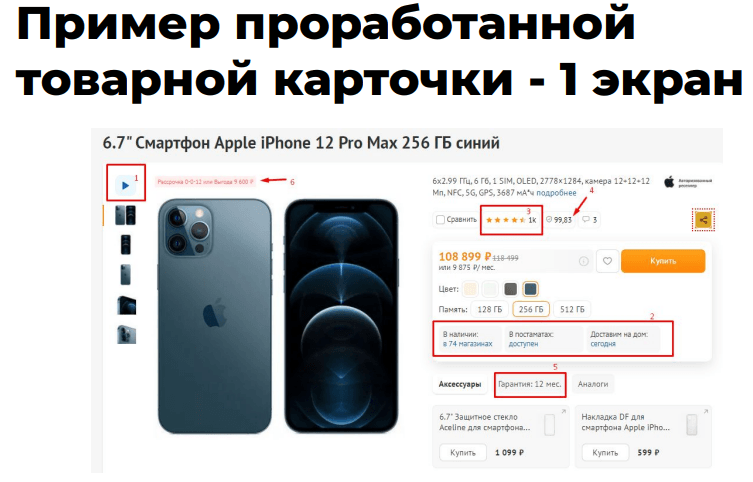 Пример проработанной
товарной карточки - 1 экран
6.7" Смартфон Apple iPhone 12 Pro Max 256 ГБ синий
1
Рассрочка 0-0-12 или Выгода 9 600 ₽
6
6x2.99 ГГц, 6 Гб, 1 SIM, OLED, 2778×1284, камера 12+12+12
Мп, NFC, 5G, GPS, 3687 мА*ч подробнее
4
Авторизованный
реселлер
3
Сравнить 1k 99,83 3
108 899 ₽ 118 499
или 9 875 ₽/ мес.
Купить
Цвет:
Память: 128 ГБ 256 ГБ 512 ГБ
2
В наличии: В постаматах: Доставим на дом:
в 74 магазинах доступен сегодня
5
Аксессуары Гарантия: 12 мес. Аналоги
6.7" Защитное стекло
Aceline для смартфона...
Купить 1 099 ₽
Накладка DF для
смартфона Apple iPho...
Купить 599 ₽